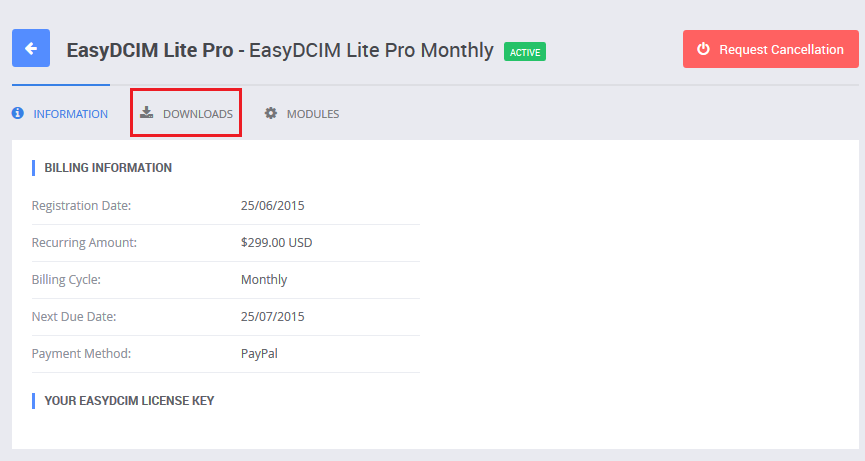 EasyDCIM Lite Pro - EasyDCIM Lite Pro Monthly ACTIVE Request Cancellation
INFORMATION DOWNLOADS MODULES
BILLING INFORMATION
Registration Date: 25/06/2015
Recurring Amount: $299.00 USD
Billing Cycle: Monthly
Next Due Date: 25/07/2015
Payment Method: PayPal
YOUR EASYDCIM LICENSE KEY